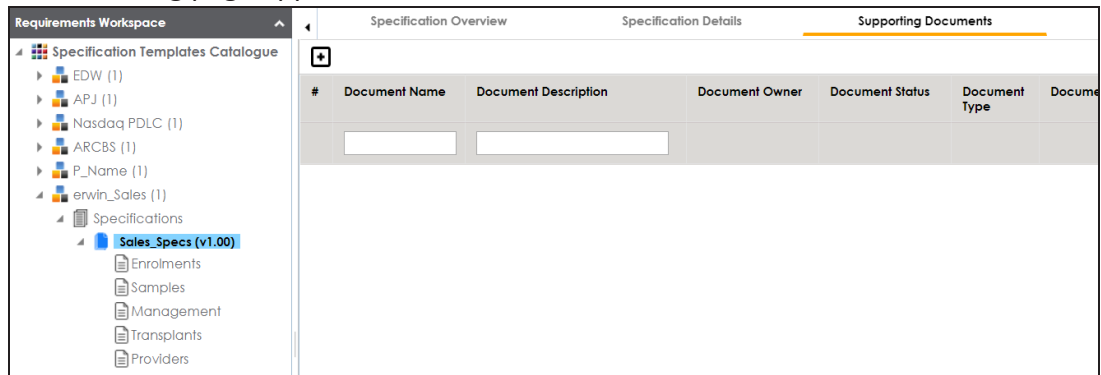 Requirements Workspace
Specification Overview
Specification Details
Supporting Documents
Specification Templates Catalogue
EDW (1)
APJ (1)
Nasdaq PDLC (1)
ARCBS (1)
P_Name (1)
erwin_Sales (1)
Specifications
Sales_Specs (v1.00)
Enrolments
Samples
Management
Transplants
Providers
#
Document Name
Document Description
Document Owner
Document Status
Document
Type
Docume